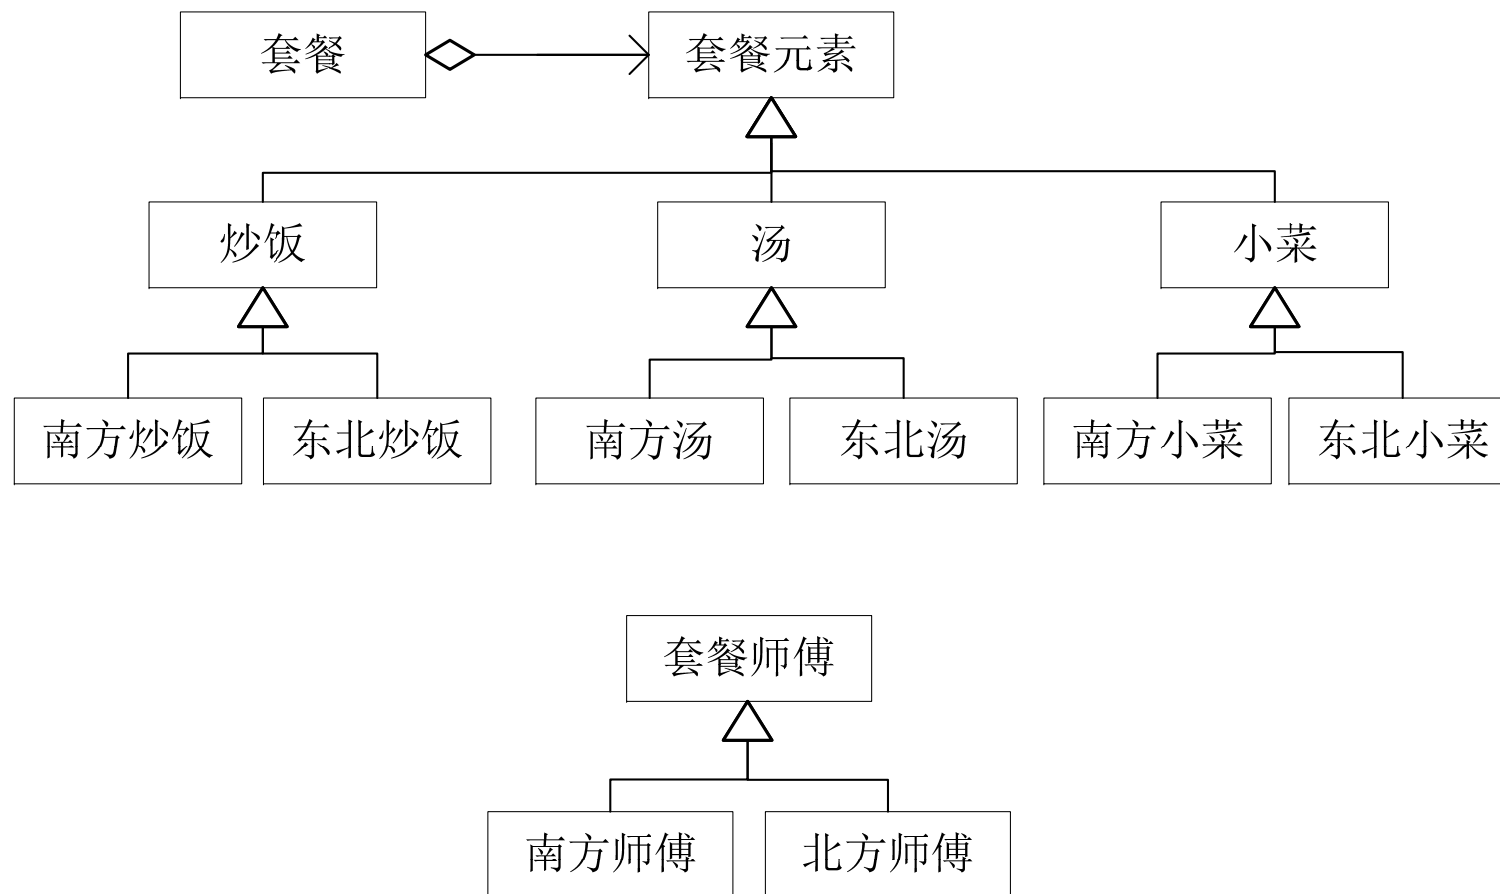 套餐
套餐元素
炒饭
汤
小菜
南方炒饭
东北炒饭
南方汤
东北汤
南方小菜
东北小菜
套餐师傅
南方师傅
北方师傅